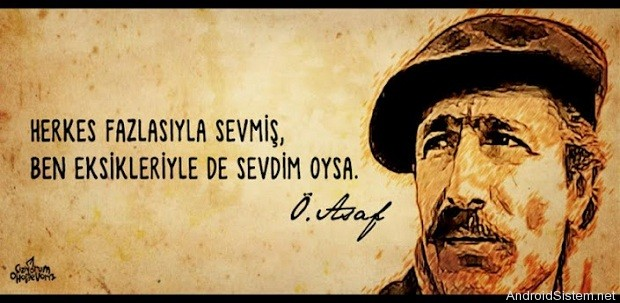 HERKES FAZLASIYLA SEVMİŞ,
BEN EKSİKLERİYLE DE SEVDİM OYSA.
Ö. Asaf
AndroidSistem.net